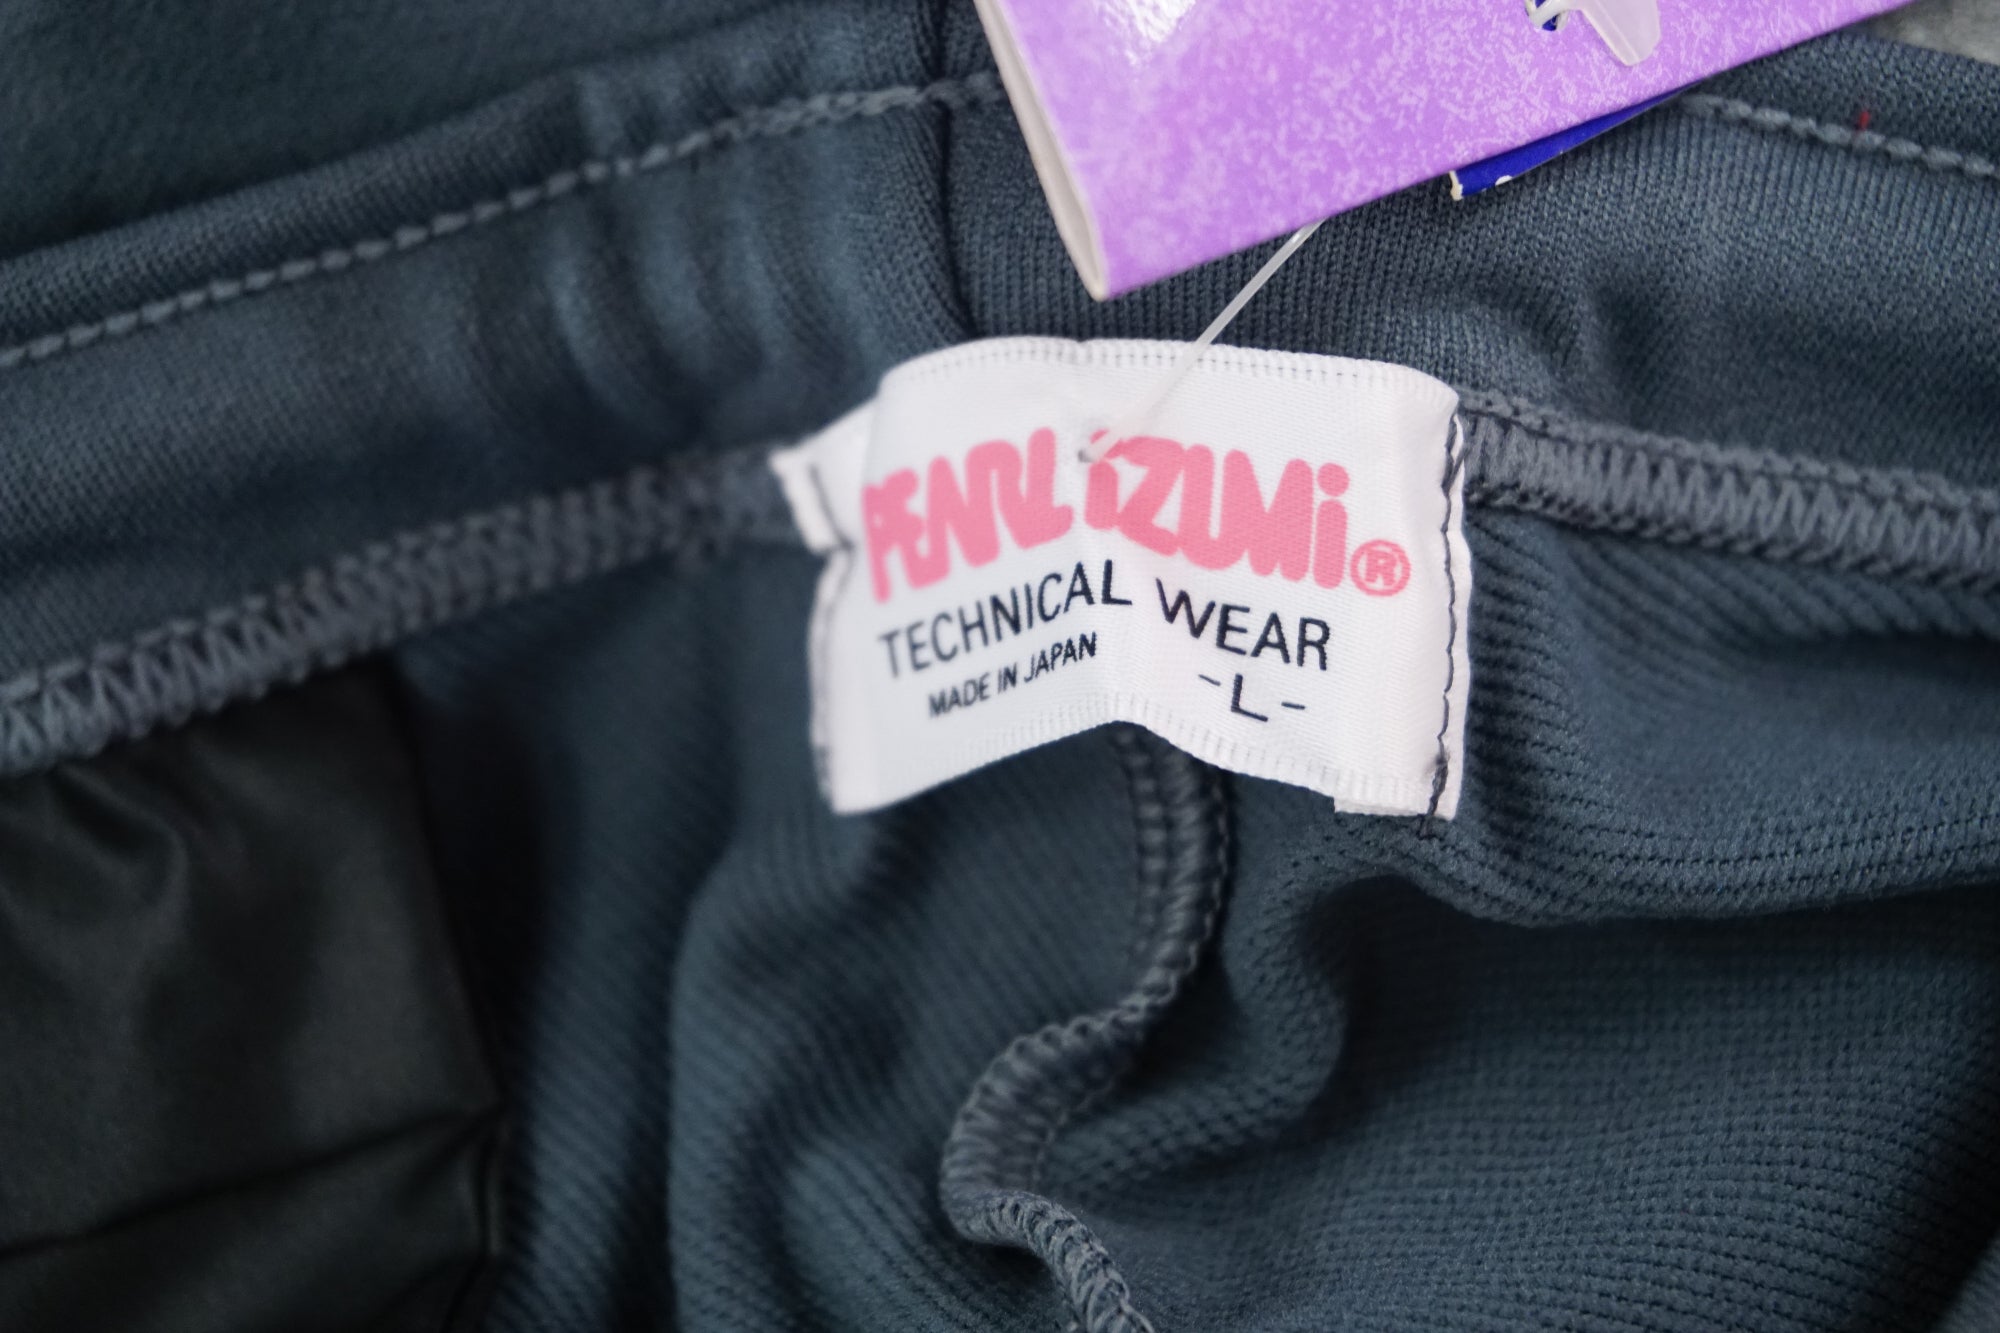 PEARL iZUMi®
TECHNICAL WEAR
MADE IN JAPAN
-L-